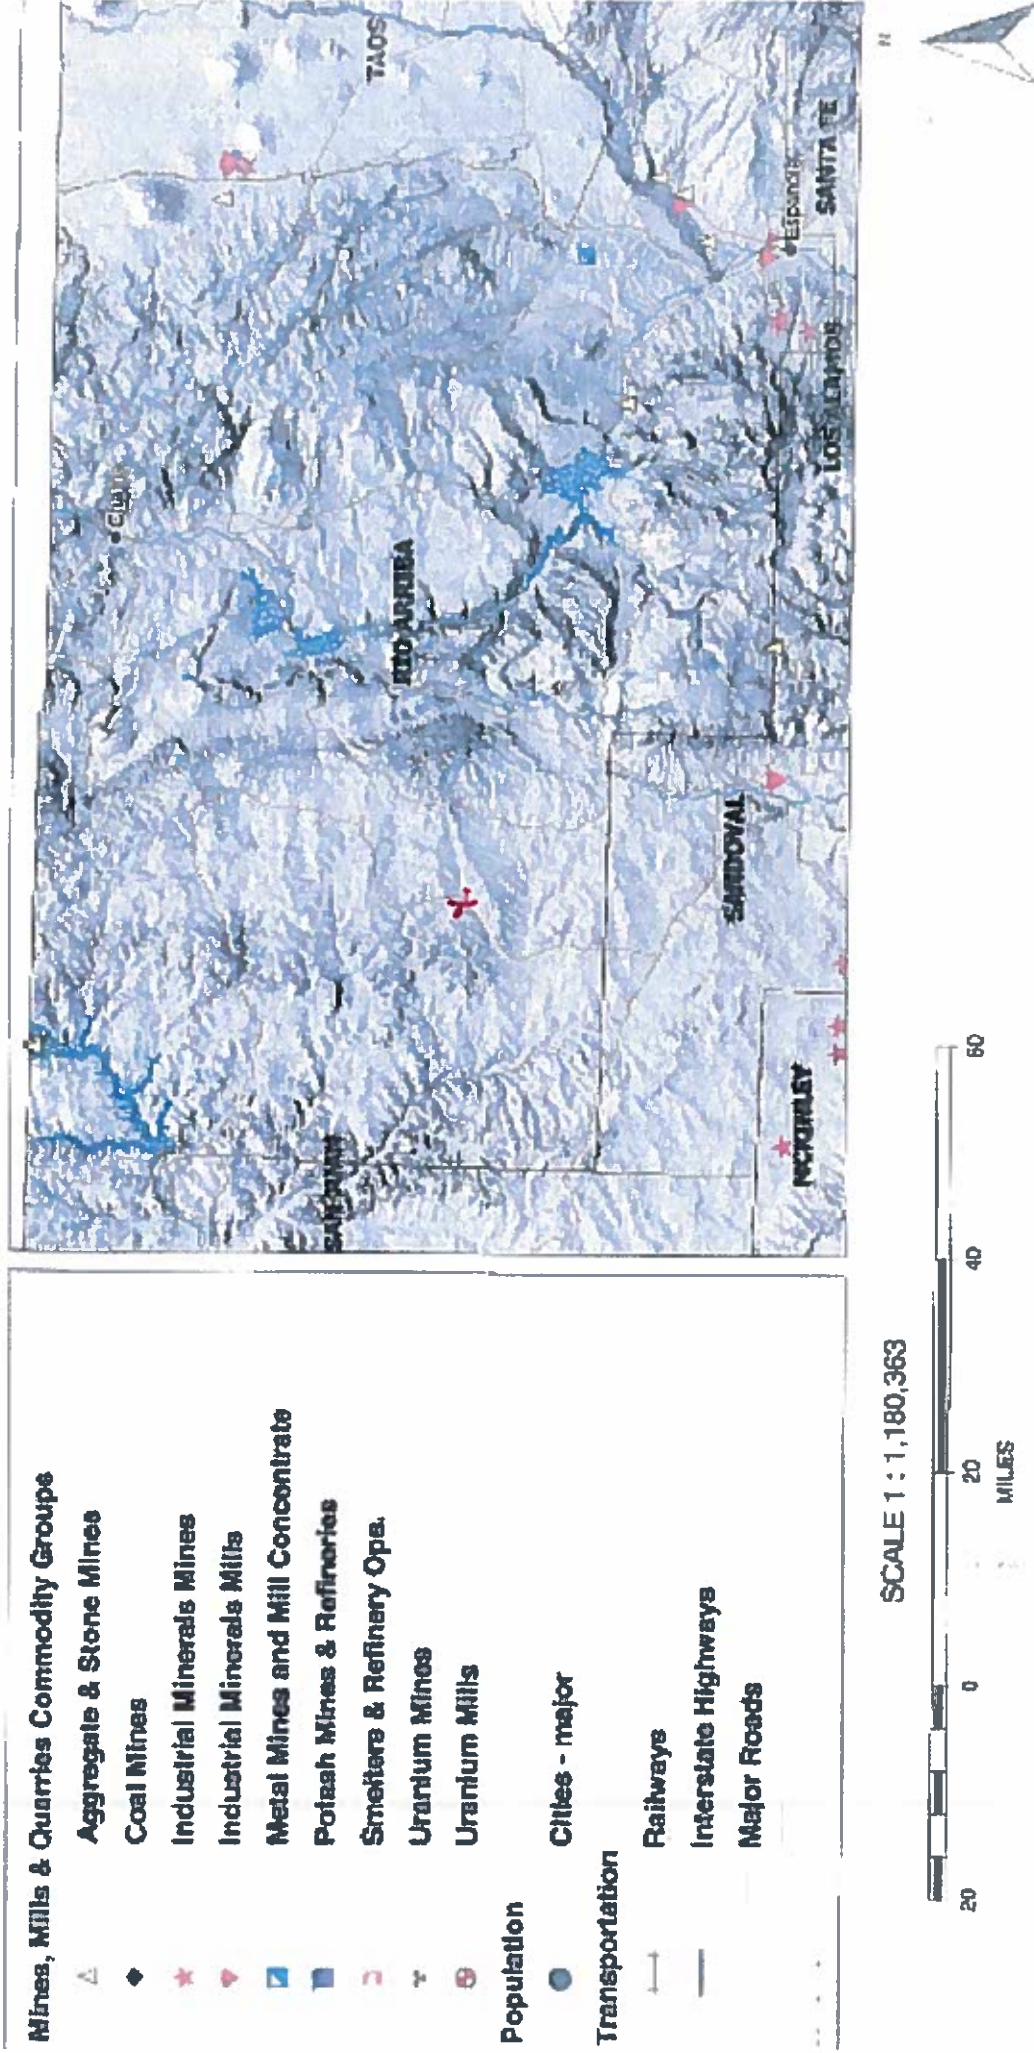 Mines, Mills & Quarries Commodity Groups
Aggregate & Stone Mines
Coal Mines
Industrial Minerals Mines
Industrial Minerals Mills
Metal Mines and Mill Concentrate
Potash Mines & Refineries
Smelters & Refinery Ops.
Uranium Mines
Uranium Mills
Population
Cities - major
Transportation
Railways
Interstate Highways
Major Roads
TAOS
RIO ARRIBA
SAN JUAN
SANDOVAL
MCKINLEY
LOS ALAMOS
Espanola
SANTA FE
N
SCALE 1 : 1,180,363
20 0 20 40 60
MILES